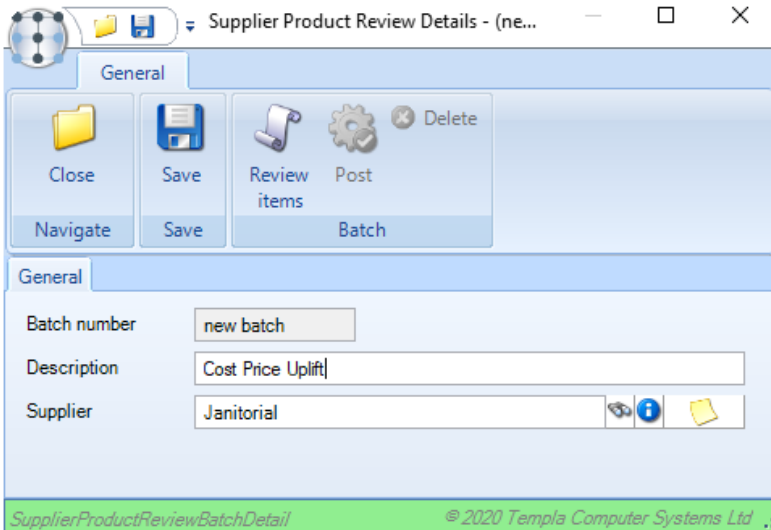 Supplier Product Review Details - (ne...
General
Close
Save
Review items
Post
Delete
Navigate
Save
Batch
General
Batch number
new batch
Description
Cost Price Uplift
Supplier
Janitorial
SupplierProductReviewBatchDetail
© 2020 Templa Computer Systems Ltd